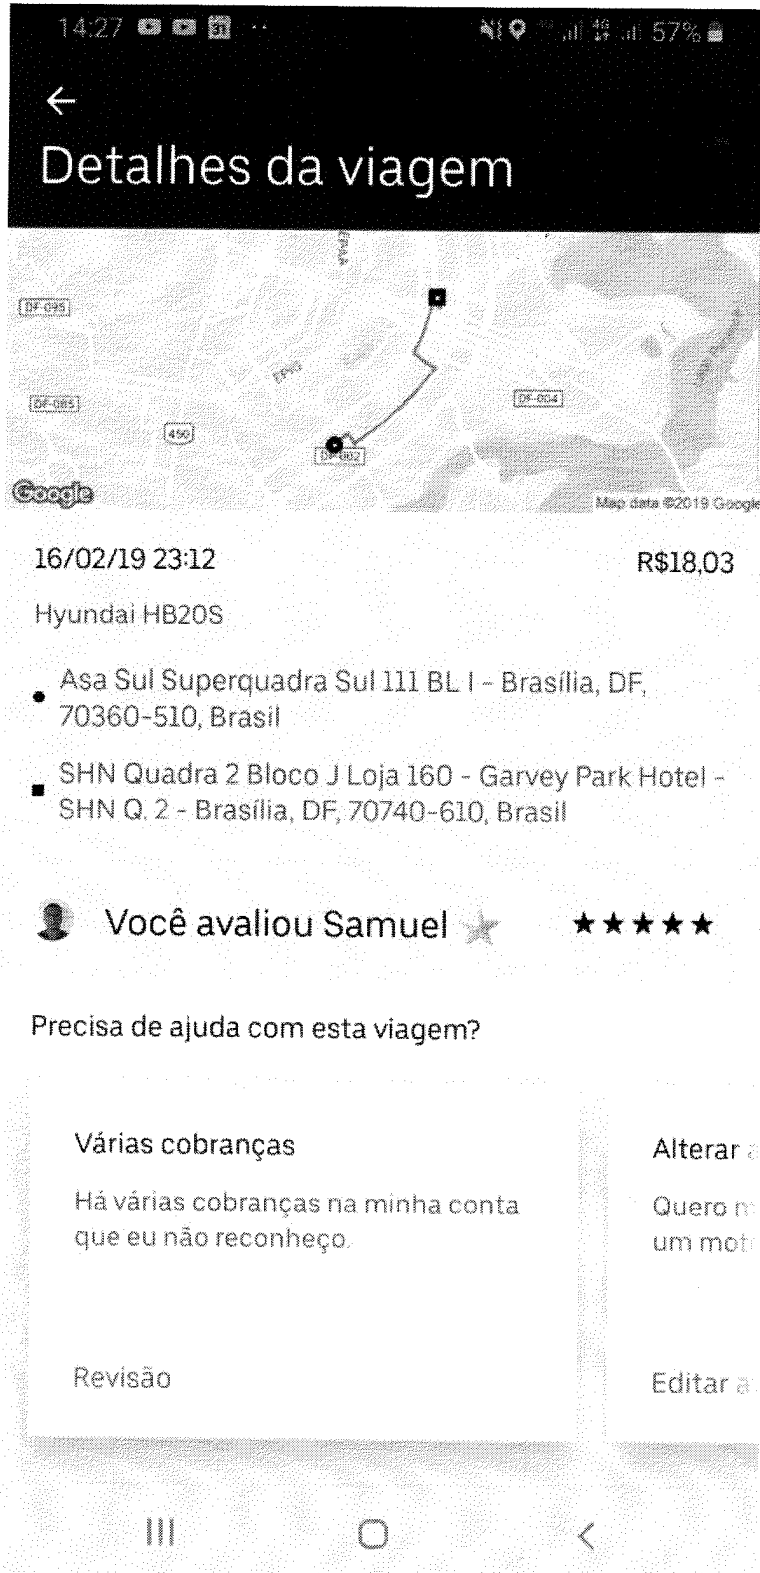 14:27 57%
Detalhes da viagem
DF-095
EPIG
DF-085
DF-004
450
DF-002
Google
Map data ©2019 Google
16/02/19 23:12 R$18,03
Hyundai HB20S
Asa Sul Superquadra Sul 111 BL I - Brasília, DF,
70360-510, Brasil
SHN Quadra 2 Bloco J Loja 160 - Garvey Park Hotel -
SHN Q. 2 - Brasília, DF, 70740-610, Brasil
Você avaliou Samuel
Precisa de ajuda com esta viagem?
Várias cobranças
Há várias cobranças na minha conta
que eu não reconheço.
Revisão
Alterar a
Quero m
um mot
Editar a